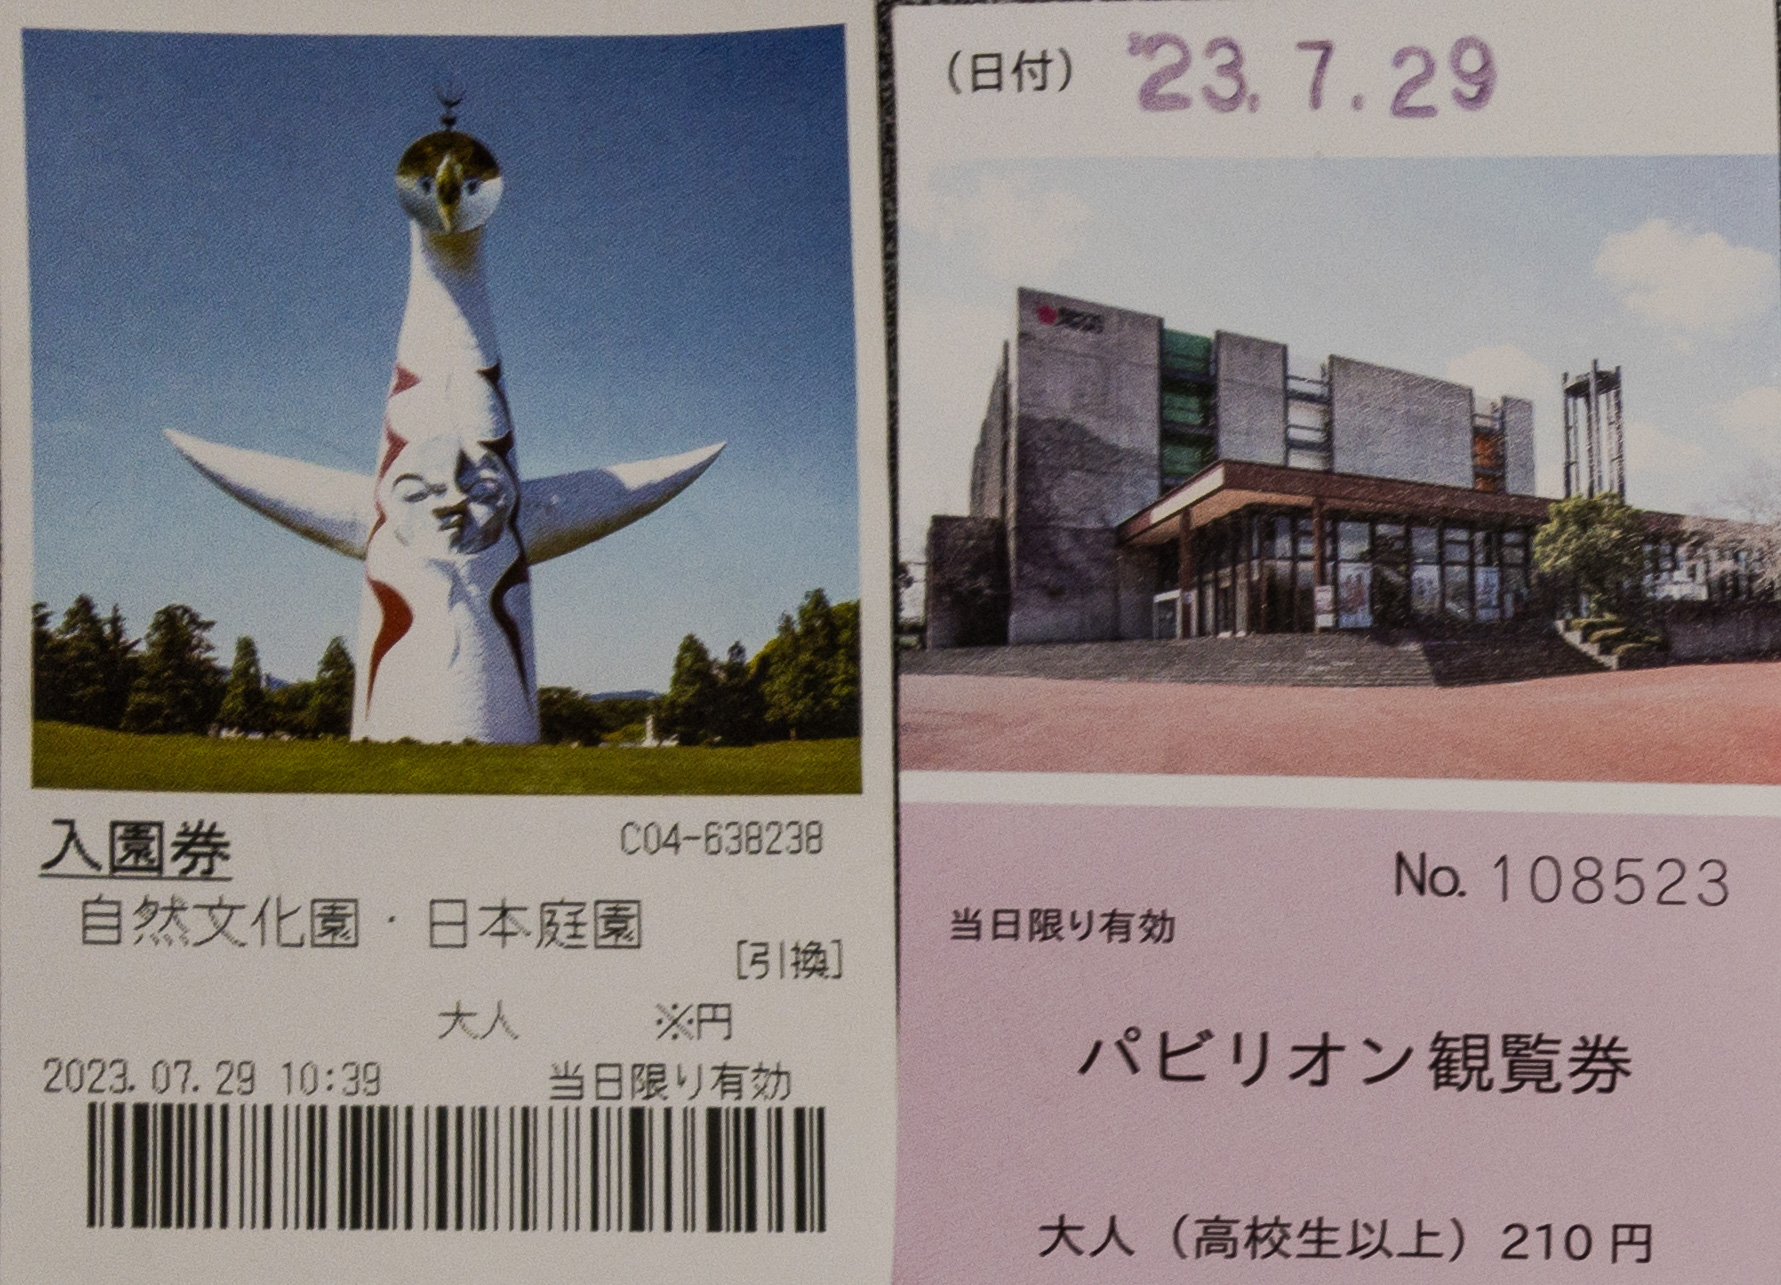 入園券
C04-638238
自然文化園・日本庭園
[引換]
大人 ※円
2023.07.29 10:39 当日限り有効
(日付) '23.7.29
No. 108523
当日限り有効
パビリオン観覧券
大人(高校生以上)210円